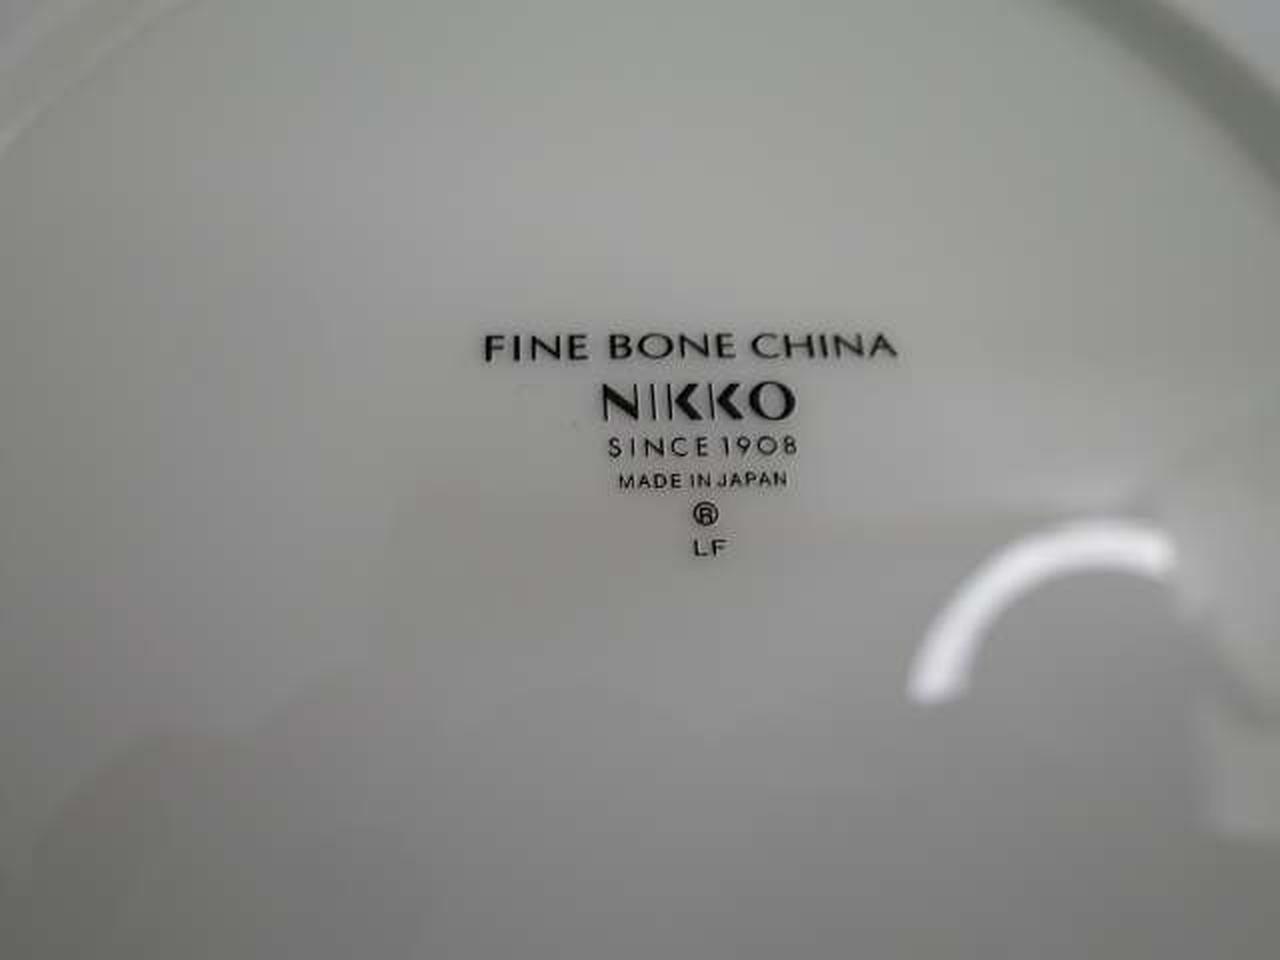 FINE BONE CHINA
NIKKO
SINCE 1908
MADE IN JAPAN
®
LF